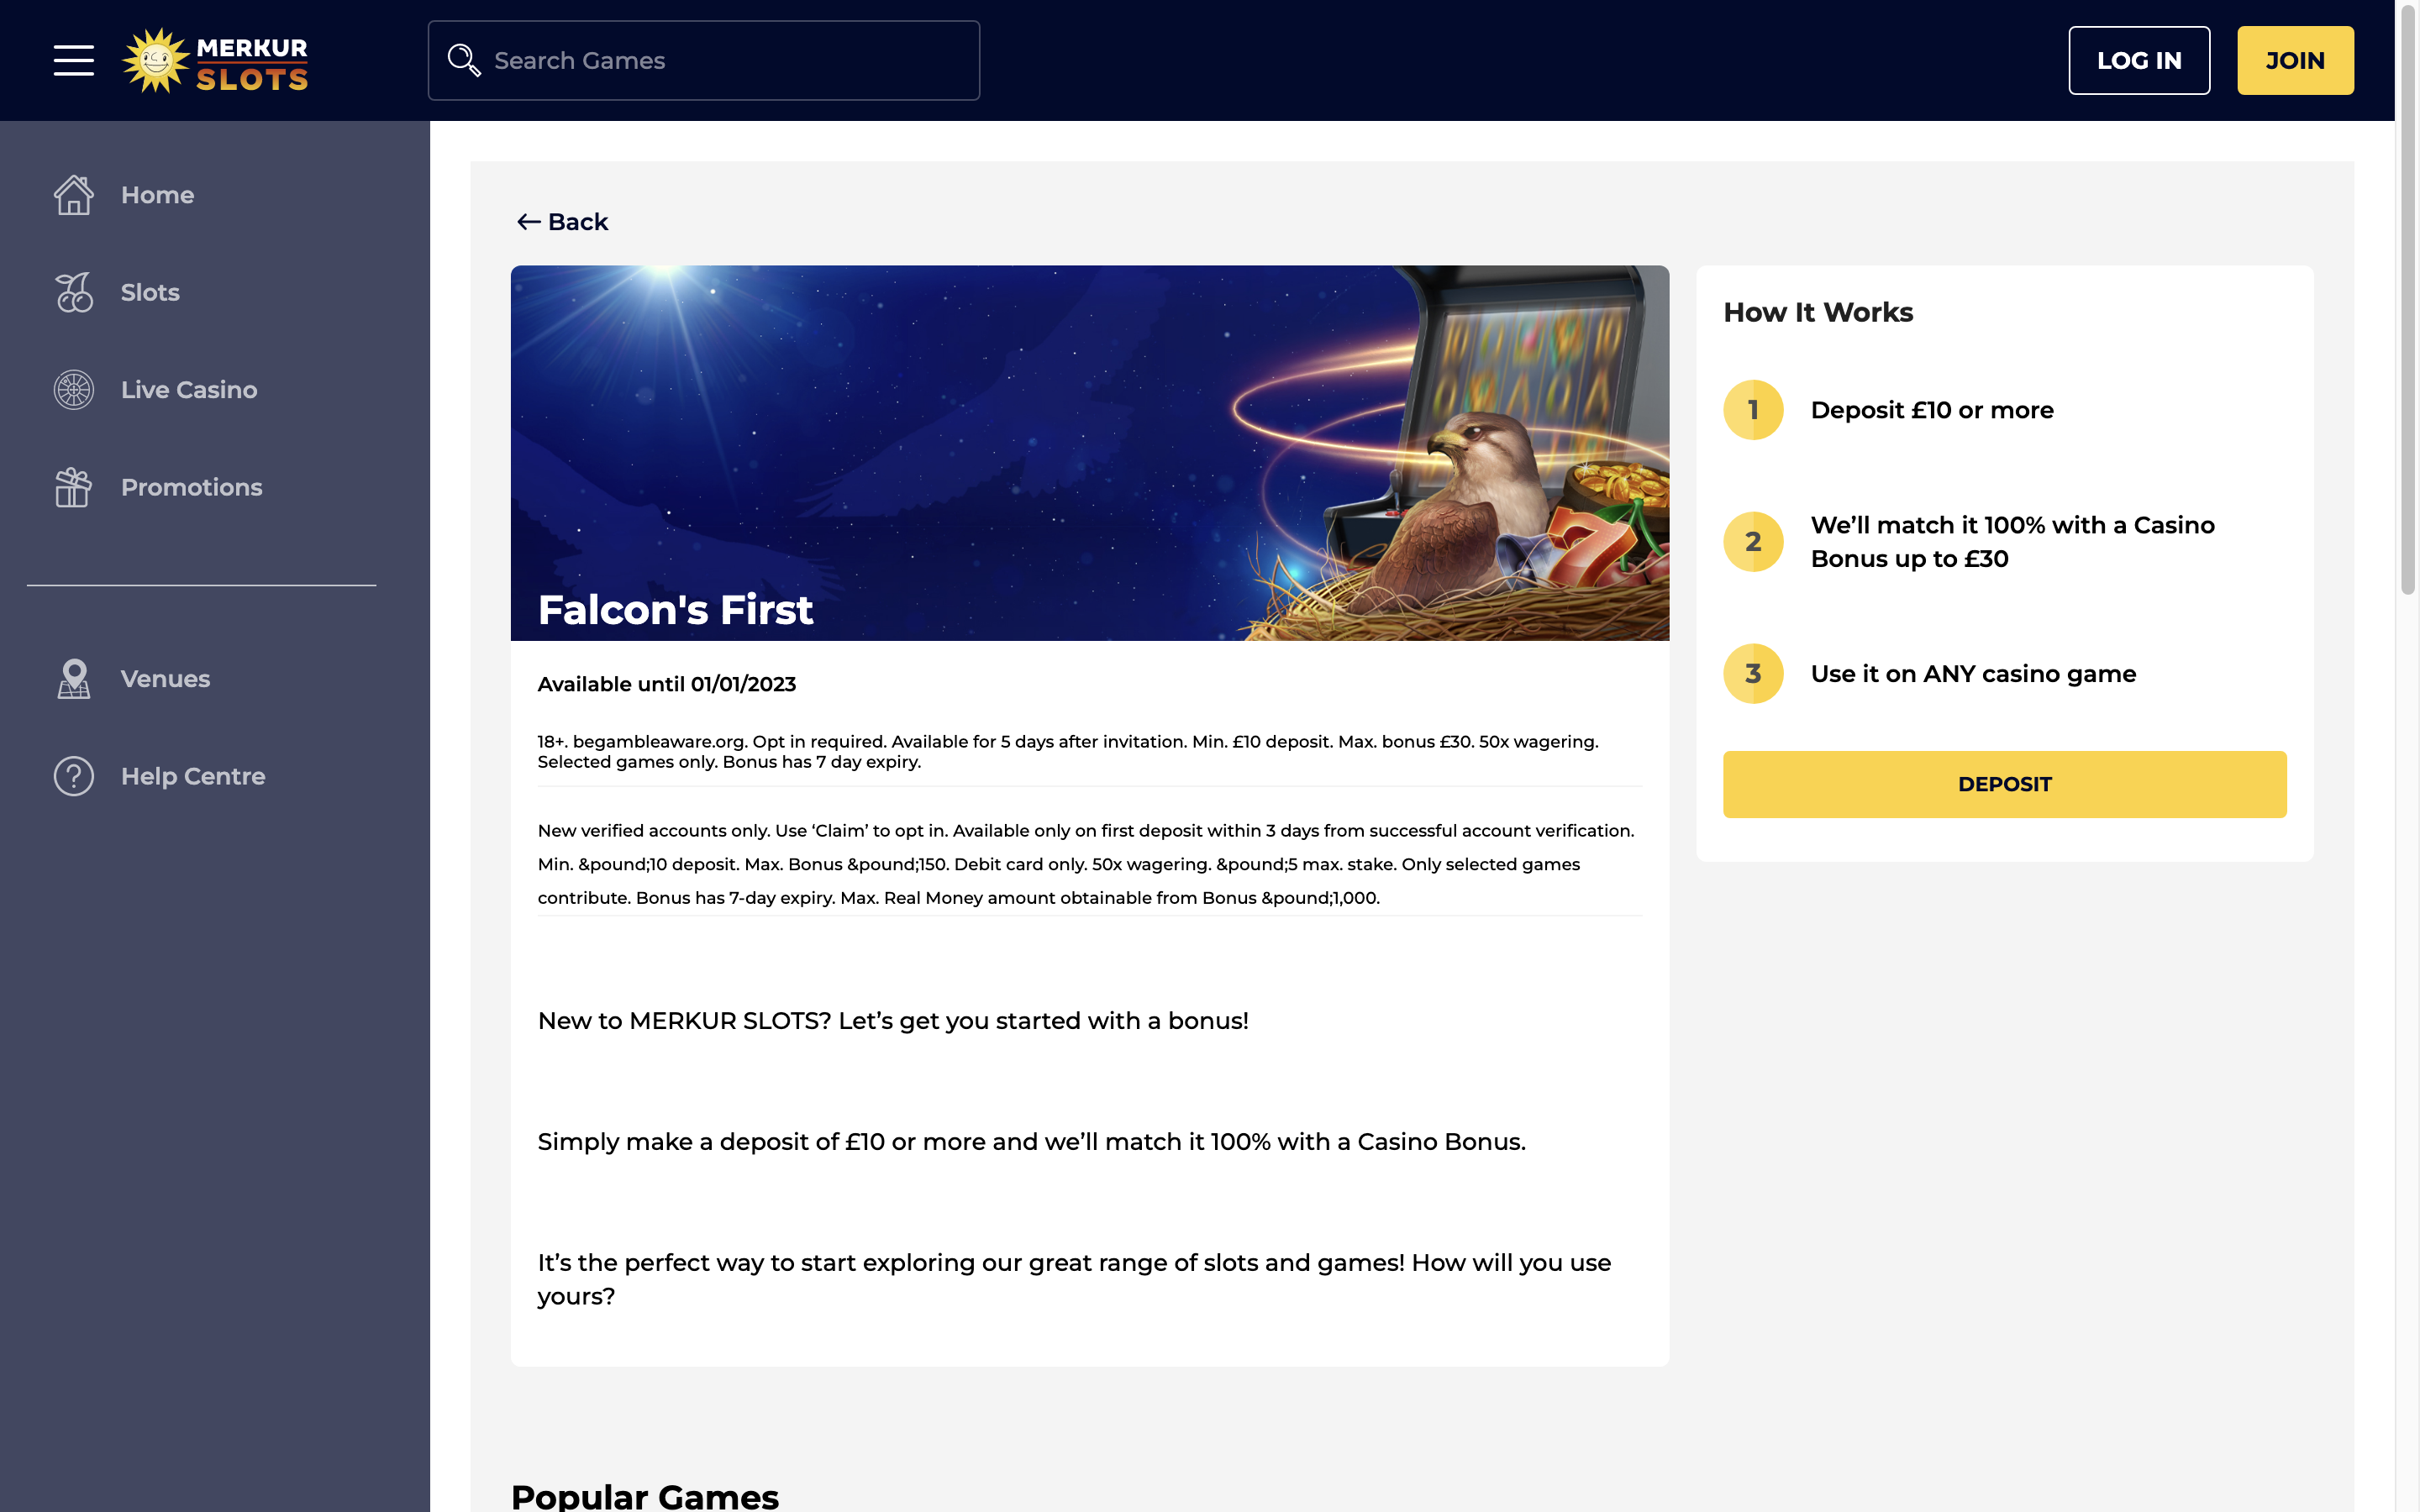 MERKUR
SLOTS
Search Games
LOG IN
JOIN
Home
Slots
Live Casino
Promotions
Venues
Help Centre
Back
Falcon's First
Available until 01/01/2023
18+. begambleaware.org. Opt in required. Available for 5 days after invitation. Min. £10 deposit. Max. bonus £30. 50x wagering.
Selected games only. Bonus has 7 day expiry.
New verified accounts only. Use ‘Claim’ to opt in. Available only on first deposit within 3 days from successful account verification.
Min. &pound;10 deposit. Max. Bonus &pound;150. Debit card only. 50x wagering. &pound;5 max. stake. Only selected games
contribute. Bonus has 7-day expiry. Max. Real Money amount obtainable from Bonus &pound;1,000.
New to MERKUR SLOTS? Let’s get you started with a bonus!
Simply make a deposit of £10 or more and we’ll match it 100% with a Casino Bonus.
It’s the perfect way to start exploring our great range of slots and games! How will you use
yours?
How It Works
1 Deposit £10 or more
2 We’ll match it 100% with a Casino
Bonus up to £30
3 Use it on ANY casino game
DEPOSIT
Popular Games